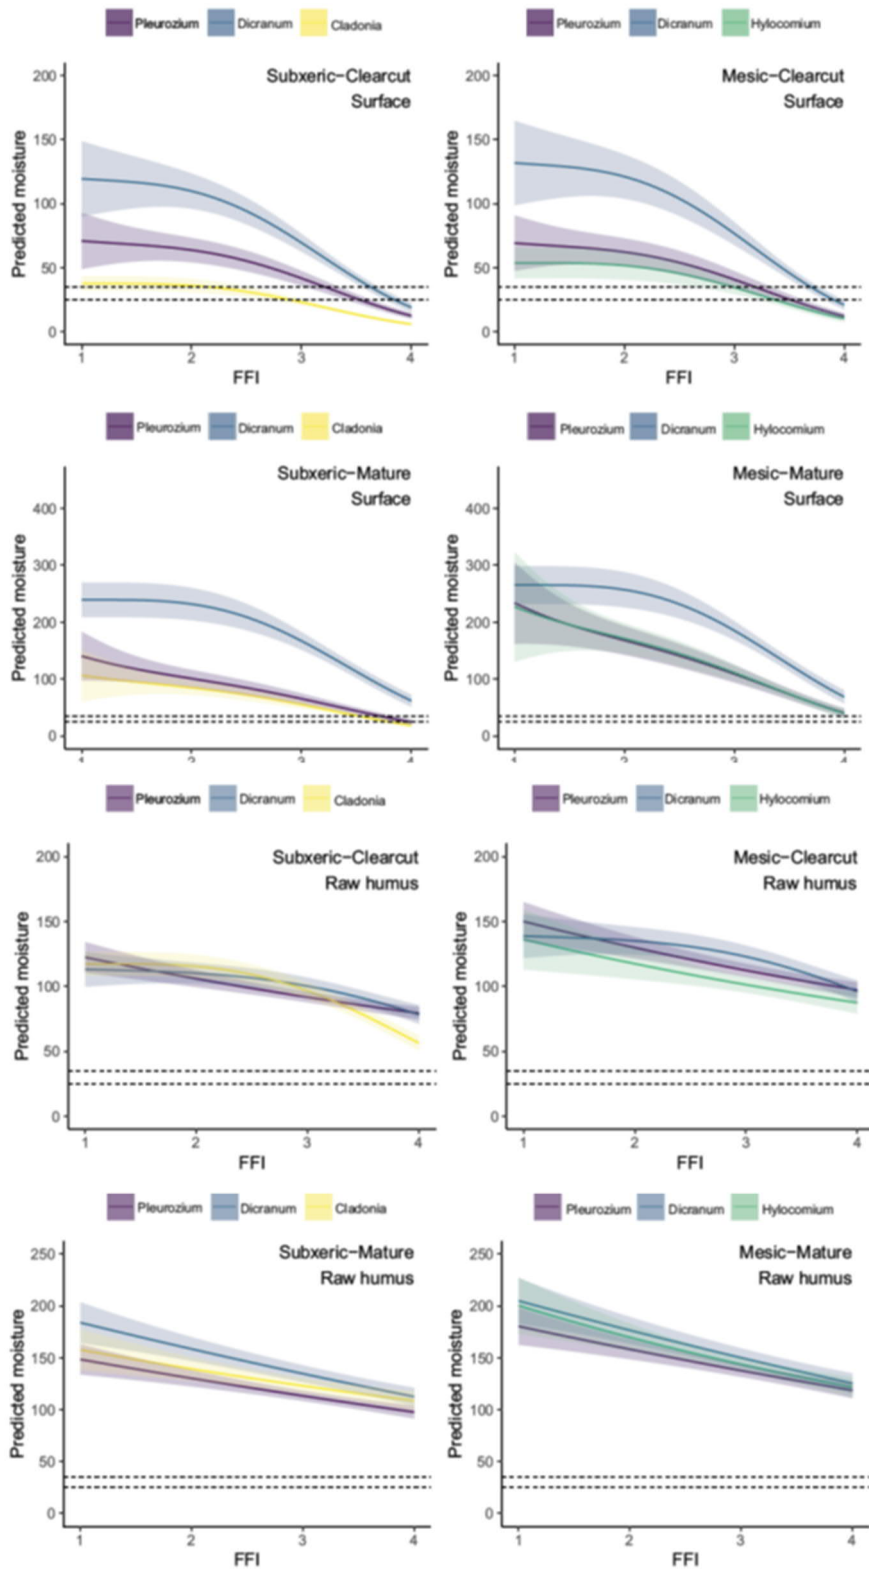 Pleurozium Dicranum Cladonia
Subxeric−Clearcut
Surface
Predicted moisture
200
150
100
50
0
1 2 3 4
FFI
Pleurozium Dicranum Hylocomium
Mesic−Clearcut
Surface
Predicted moisture
200
150
100
50
0
1 2 3 4
FFI
Pleurozium Dicranum Cladonia
Subxeric−Mature
Surface
Predicted moisture
400
300
200
100
0
Pleurozium Dicranum Hylocomium
Mesic−Mature
Surface
Predicted moisture
400
300
200
100
0
Pleurozium Dicranum Cladonia
Subxeric−Clearcut
Raw humus
Predicted moisture
200
150
100
50
0
1 2 3 4
FFI
Pleurozium Dicranum Hylocomium
Mesic−Clearcut
Raw humus
Predicted moisture
200
150
100
50
0
1 2 3 4
FFI
Pleurozium Dicranum Cladonia
Subxeric−Mature
Raw humus
Predicted moisture
250
200
150
100
50
0
1 2 3 4
FFI
Pleurozium Dicranum Hylocomium
Mesic−Mature
Raw humus
Predicted moisture
250
200
150
100
50
0
1 2 3 4
FFI